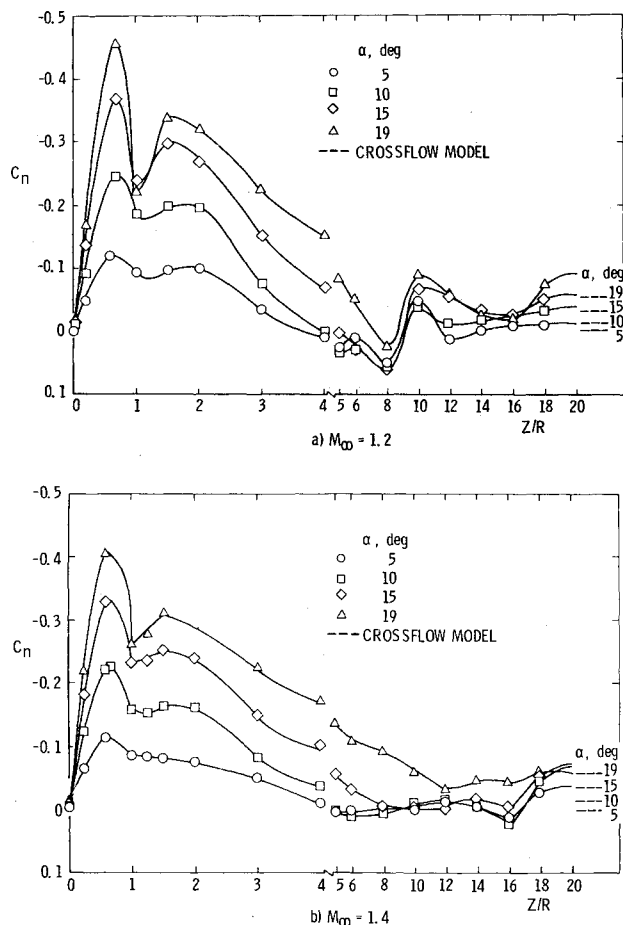 -0.5
α, deg
5
10
15
19
--- CROSSFLOW MODEL
-0.4
-0.3
Cn
-0.2
-0.1
0
0.1
α, deg
19
15
10
5
0 1 2 3 4 5 6 8 10 12 14 16 18 20
Z/R
a) M∞ = 1.2
-0.5
α, deg
5
10
15
19
--- CROSSFLOW MODEL
-0.4
-0.3
Cn
-0.2
-0.1
0
0.1
α, deg
19
15
10
5
0 1 2 3 4 5 6 8 10 12 14 16 18 20
Z/R
b) M∞ = 1.4